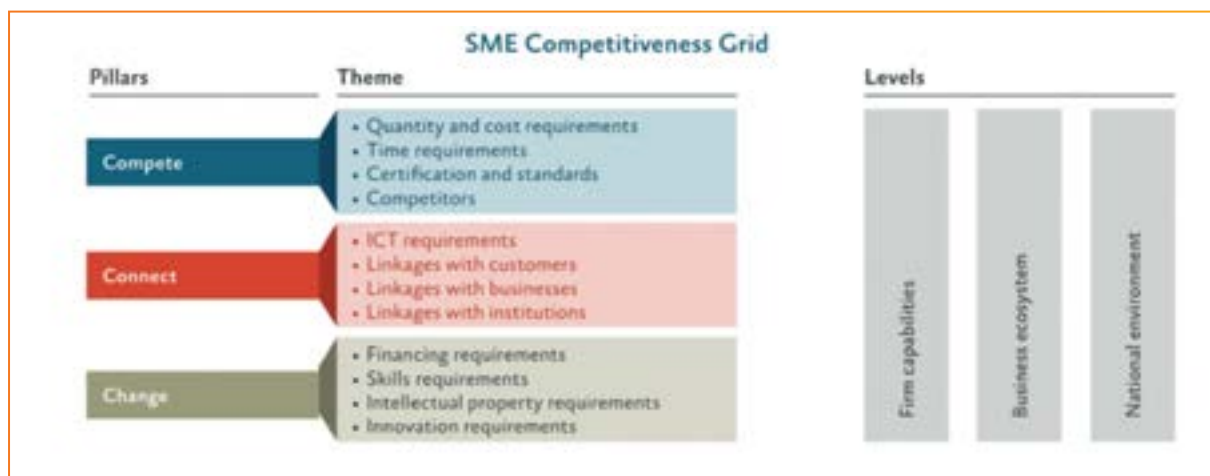 SME Competitiveness Grid
Pillars
Theme
Levels
Compete
• Quantity and cost requirements
• Time requirements
• Certification and standards
• Competitors
Connect
• ICT requirements
• Linkages with customers
• Linkages with businesses
• Linkages with institutions
Change
• Financing requirements
• Skills requirements
• Intellectual property requirements
• Innovation requirements
Firm capabilities
Business ecosystem
National environment